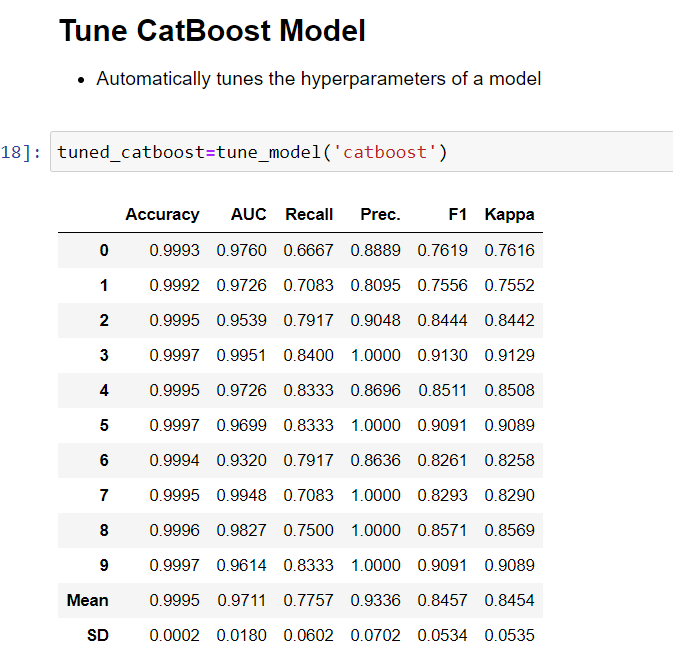 Tune CatBoost Model
• Automatically tunes the hyperparameters of a model
18]: tuned_catboost=tune_model('catboost')
Accuracy AUC Recall Prec. F1 Kappa
0 0.9993 0.9760 0.6667 0.8889 0.7619 0.7616
1 0.9992 0.9726 0.7083 0.8095 0.7556 0.7552
2 0.9995 0.9539 0.7917 0.9048 0.8444 0.8442
3 0.9997 0.9951 0.8400 1.0000 0.9130 0.9129
4 0.9995 0.9726 0.8333 0.8696 0.8511 0.8508
5 0.9997 0.9699 0.8333 1.0000 0.9091 0.9089
6 0.9994 0.9320 0.7917 0.8636 0.8261 0.8258
7 0.9995 0.9948 0.7083 1.0000 0.8293 0.8290
8 0.9996 0.9827 0.7500 1.0000 0.8571 0.8569
9 0.9997 0.9614 0.8333 1.0000 0.9091 0.9089
Mean 0.9995 0.9711 0.7757 0.9336 0.8457 0.8454
SD 0.0002 0.0180 0.0602 0.0702 0.0534 0.0535